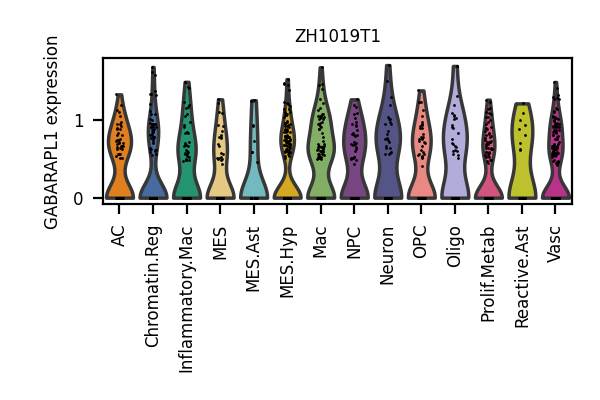 ZH1019T1
GABARAPL1 expression
1
0
AC
Chromatin.Reg
Inflammatory.Mac
MES
MES.Ast
MES.Hyp
Mac
NPC
Neuron
OPC
Oligo
Prolif.Metab
Reactive.Ast
Vasc